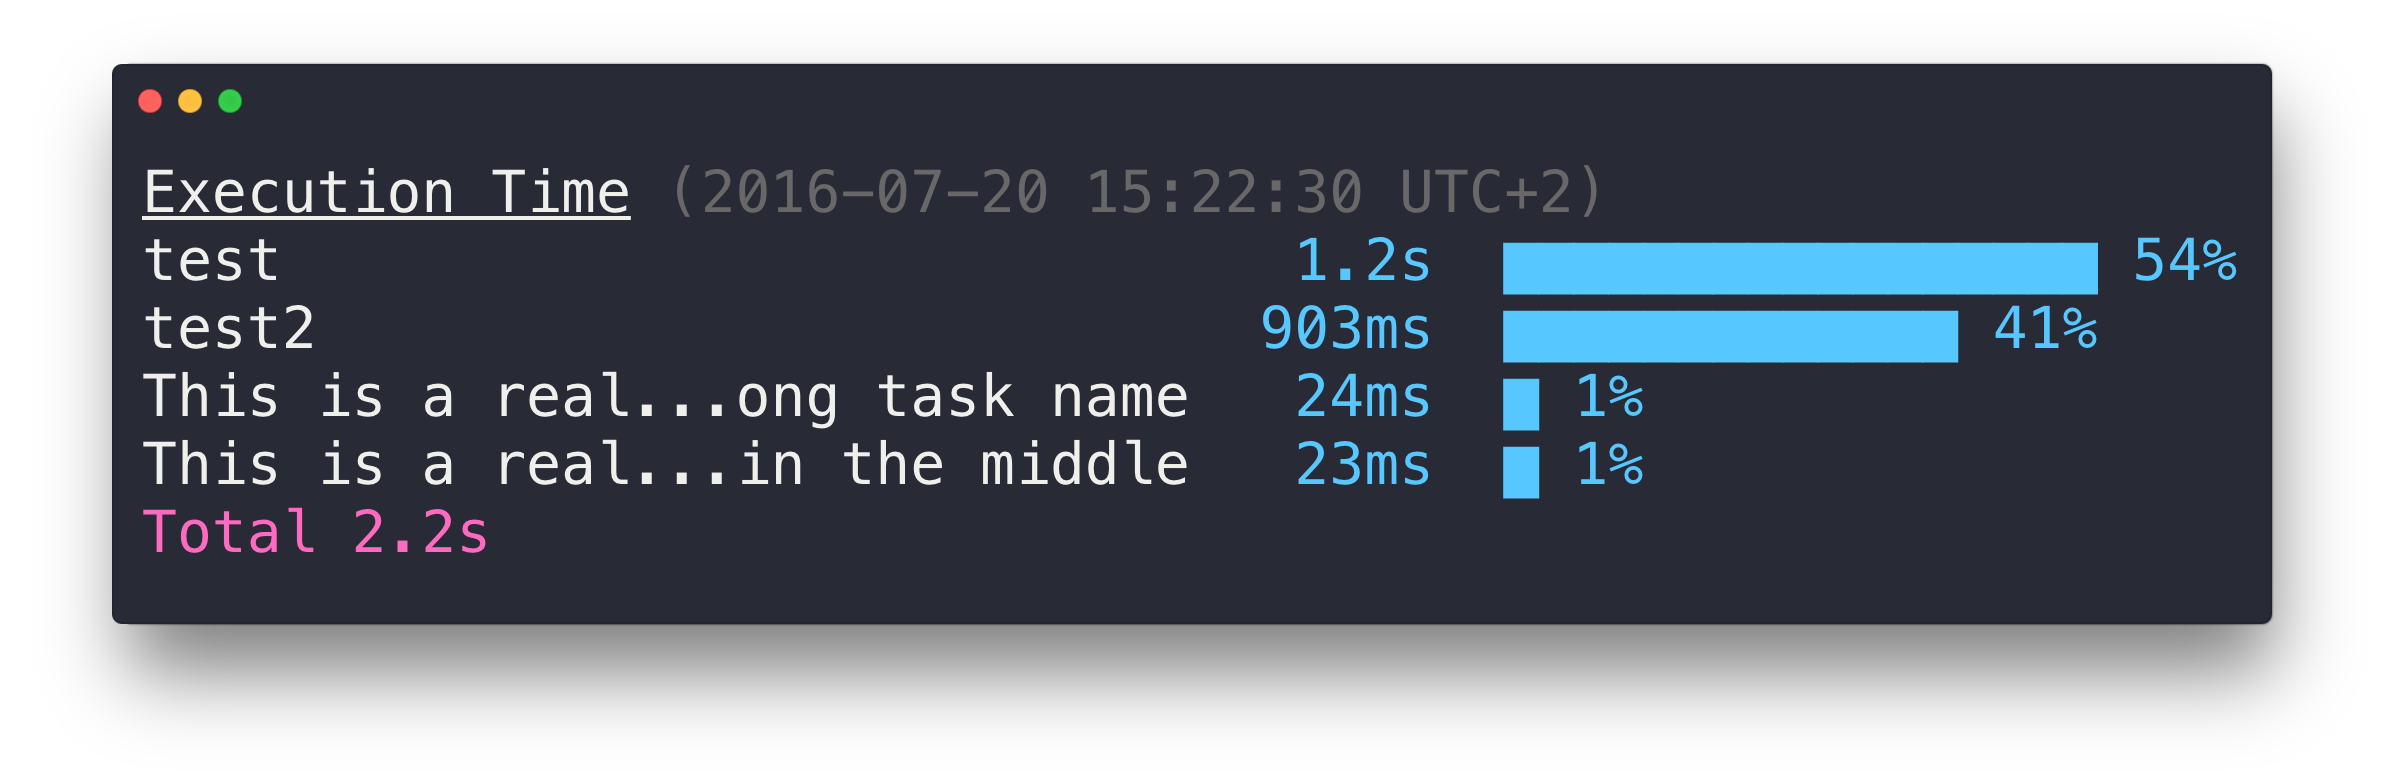 Execution Time (2016-07-20 15:22:30 UTC+2)
test 1.2s 54%
test2 903ms 41%
This is a real...ong task name 24ms 1%
This is a real...in the middle 23ms 1%
Total 2.2s